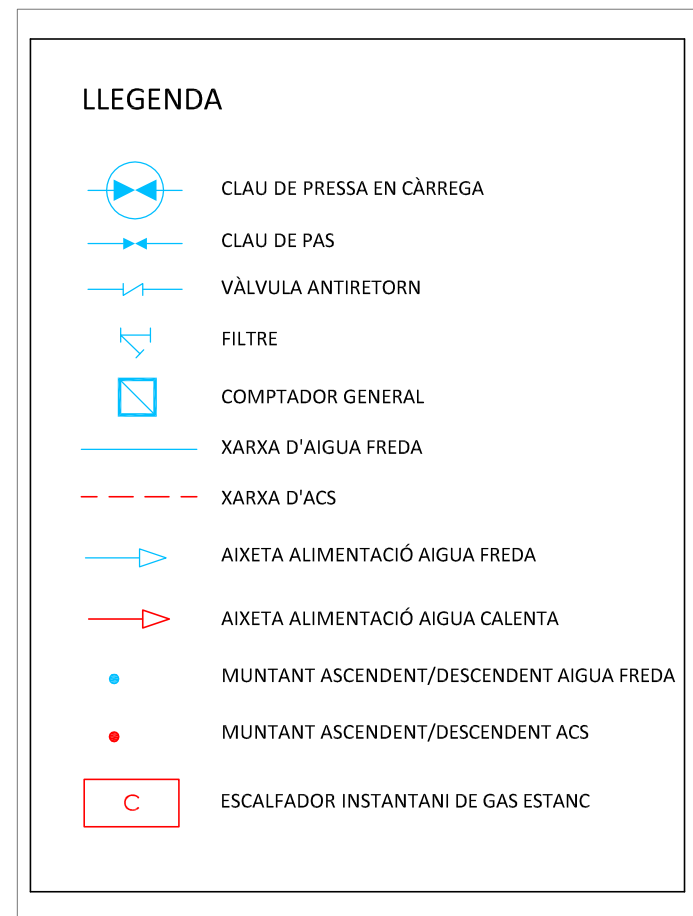 LLEGENDA
CLAU DE PRESSA EN CÀRREGA
CLAU DE PAS
VÀLVULA ANTIRETORN
FILTRE
COMPTADOR GENERAL
XARXA D'AIGUA FREDA
XARXA D'ACS
AIXETA ALIMENTACIÓ AIGUA FREDA
AIXETA ALIMENTACIÓ AIGUA CALENTA
MUNTANT ASCENDENT/DESCENDENT AIGUA FREDA
MUNTANT ASCENDENT/DESCENDENT ACS
C ESCALFADOR INSTANTANI DE GAS ESTANC